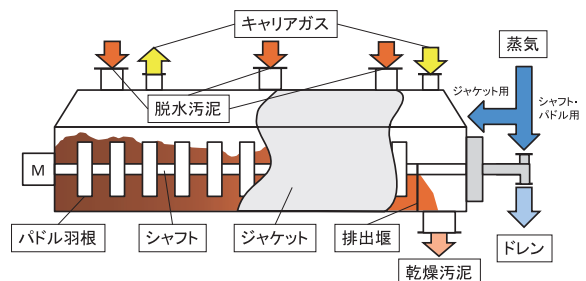 キャリアガス
蒸気
脱水汚泥
ジャケット用
シャフト・
パドル用
M
パドル羽根
シャフト
ジャケット
排出堰
ドレン
乾燥汚泥